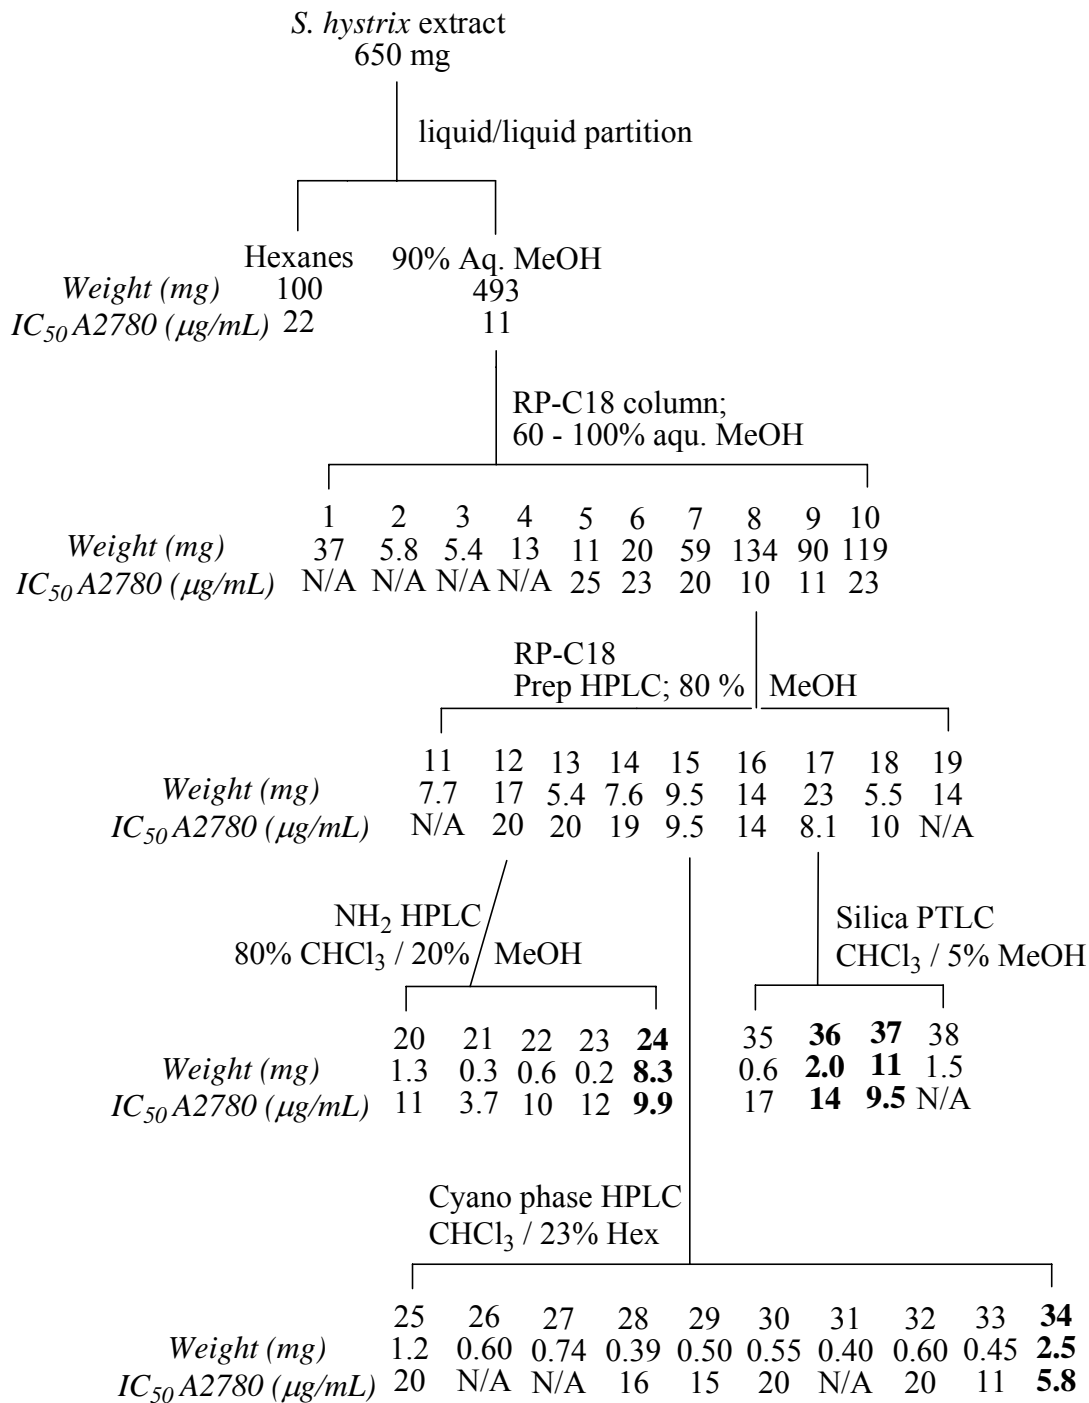 S. hystrix extract
650 mg
liquid/liquid partition
Hexanes 90% Aq. MeOH
Weight (mg) 100 493
IC50 A2780 (μg/mL) 22 11
RP-C18 column;
60 - 100% aqu. MeOH
1 2 3 4 5 6 7 8 9 10
Weight (mg) 37 5.8 5.4 13 11 20 59 134 90 119
IC50 A2780 (μg/mL) N/A N/A N/A N/A 25 23 20 10 11 23
RP-C18
Prep HPLC; 80 % MeOH
11 12 13 14 15 16 17 18 19
Weight (mg) 7.7 17 5.4 7.6 9.5 14 23 5.5 14
IC50 A2780 (μg/mL) N/A 20 20 19 9.5 14 8.1 10 N/A
NH2 HPLC
80% CHCl3 / 20% MeOH
Silica PTLC
CHCl3 / 5% MeOH
20 21 22 23 24 35 36 37 38
Weight (mg) 1.3 0.3 0.6 0.2 8.3 0.6 2.0 11 1.5
IC50 A2780 (μg/mL) 11 3.7 10 12 9.9 17 14 9.5 N/A
Cyano phase HPLC
CHCl3 / 23% Hex
25 26 27 28 29 30 31 32 33 34
Weight (mg) 1.2 0.60 0.74 0.39 0.50 0.55 0.40 0.60 0.45 2.5
IC50 A2780 (μg/mL) 20 N/A N/A 16 15 20 N/A 20 11 5.8